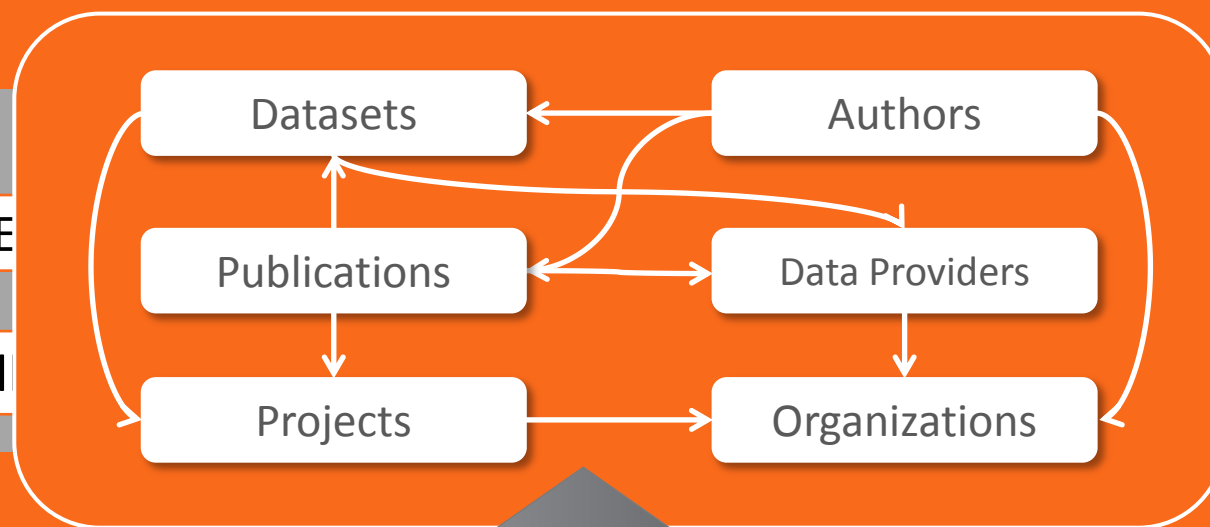 Datasets
Authors
E
Publications
Data Providers
Projects
Organizations